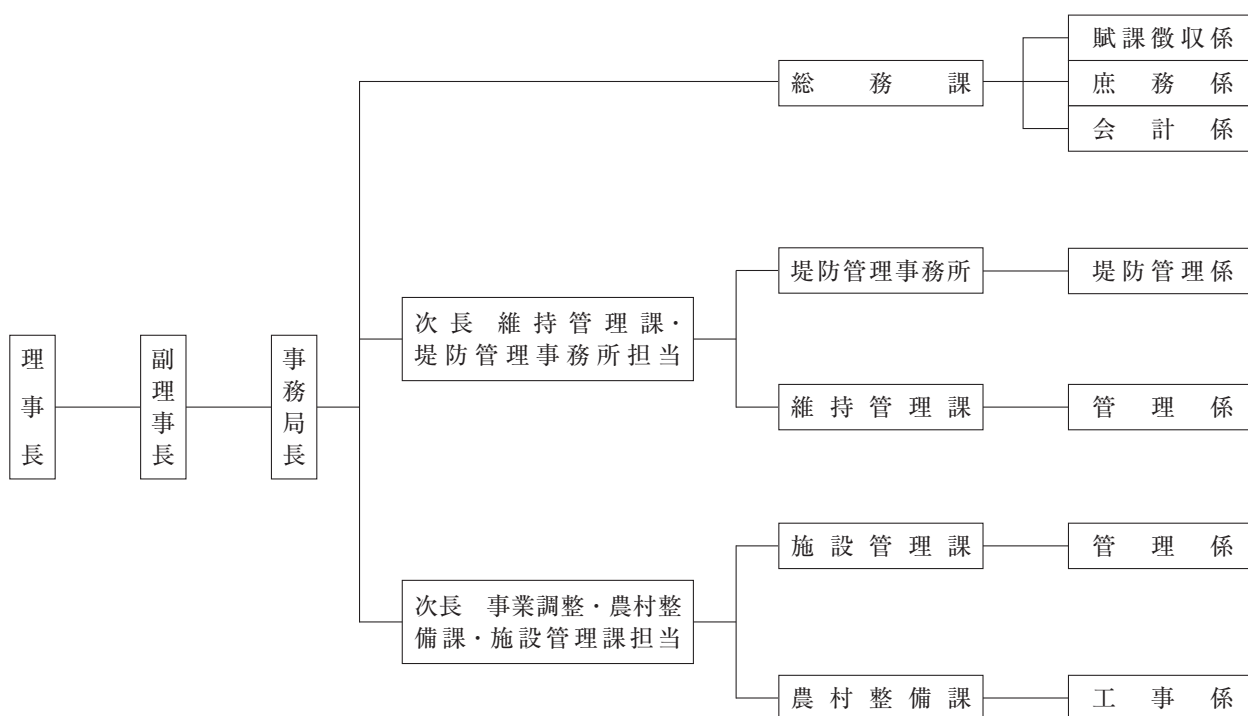 理事長
副理事長
事務局長
総務課
賦課徴収係
庶務係
会計係
次長 維持管理課・
堤防管理事務所担当
堤防管理事務所
堤防管理係
維持管理課
管理係
次長 事業調整・農村整
備課・施設管理課担当
施設管理課
管理係
農村整備課
工事係